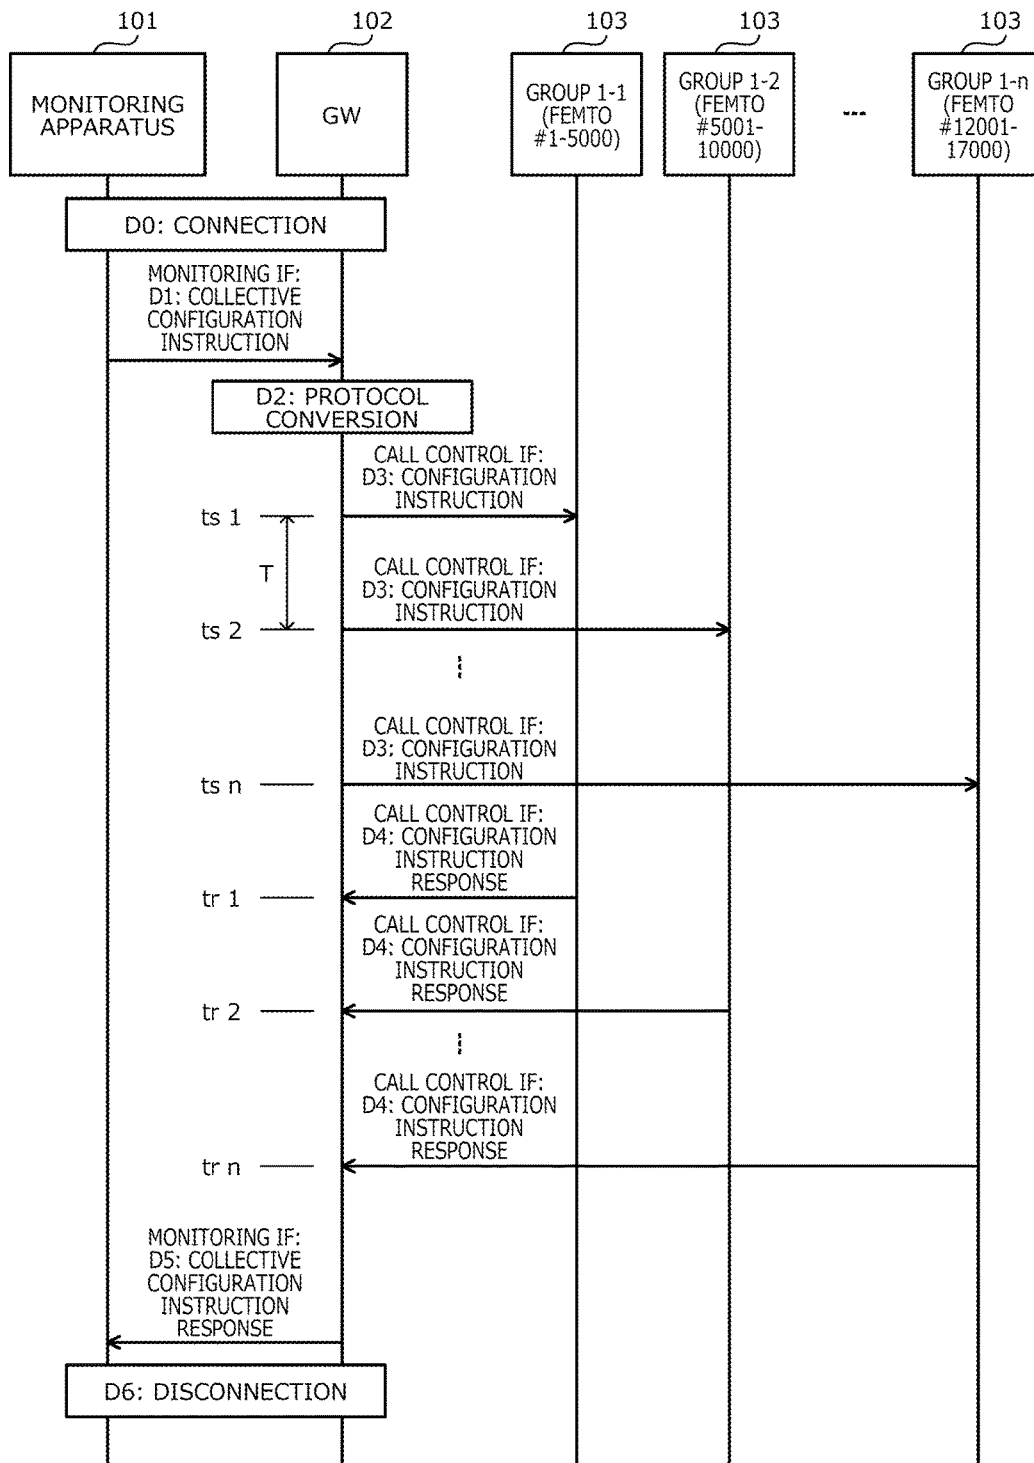 101
102
103
103
103
MONITORING
APPARATUS
GW
GROUP 1-1
(FEMTO
#1-5000)
GROUP 1-2
(FEMTO
#5001-
10000)
GROUP 1-n
(FEMTO
#12001-
17000)
D0: CONNECTION
MONITORING IF:
D1: COLLECTIVE
CONFIGURATION
INSTRUCTION
D2: PROTOCOL
CONVERSION
CALL CONTROL IF:
D3: CONFIGURATION
INSTRUCTION
ts 1
T
CALL CONTROL IF:
D3: CONFIGURATION
INSTRUCTION
ts 2
CALL CONTROL IF:
D3: CONFIGURATION
INSTRUCTION
ts n
CALL CONTROL IF:
D4: CONFIGURATION
INSTRUCTION
RESPONSE
tr 1
CALL CONTROL IF:
D4: CONFIGURATION
INSTRUCTION
RESPONSE
tr 2
CALL CONTROL IF:
D4: CONFIGURATION
INSTRUCTION
RESPONSE
tr n
MONITORING IF:
D5: COLLECTIVE
CONFIGURATION
INSTRUCTION
RESPONSE
D6: DISCONNECTION